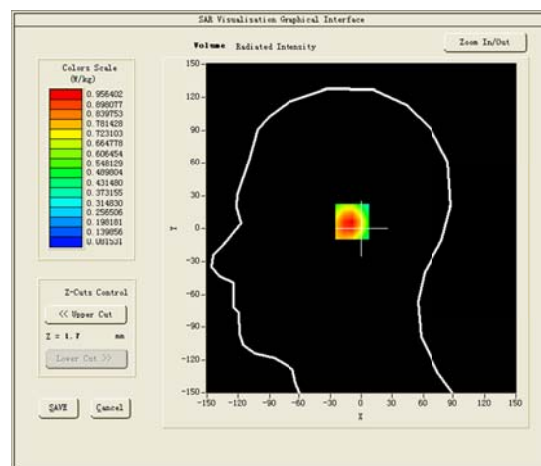 SAR Visualisation Graphical Interface
Volume Radiated Intensity
Zoom In/Out
Colors Scale
(W/kg)
0.956402
0.898077
0.839753
0.781428
0.723103
0.664778
0.606454
0.548129
0.489804
0.431480
0.373155
0.314830
0.256506
0.198181
0.139856
0.081531
Z-Cuts Control
<< Upper Cut
Z = 1.7 mm
Lower Cut >>
SAVE
Cancel
150
120
90
60
30
0
-30
-60
-90
-120
-150
Y
-150 -120 -90 -60 -30 0 30 60 90 120 150
X